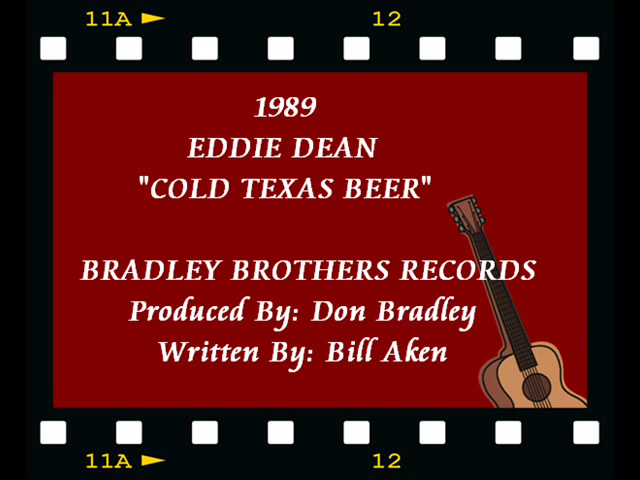 11A ► 12
1989
EDDIE DEAN
"COLD TEXAS BEER"
BRADLEY BROTHERS RECORDS
Produced By: Don Bradley
Written By: Bill Aken
11A ► 12